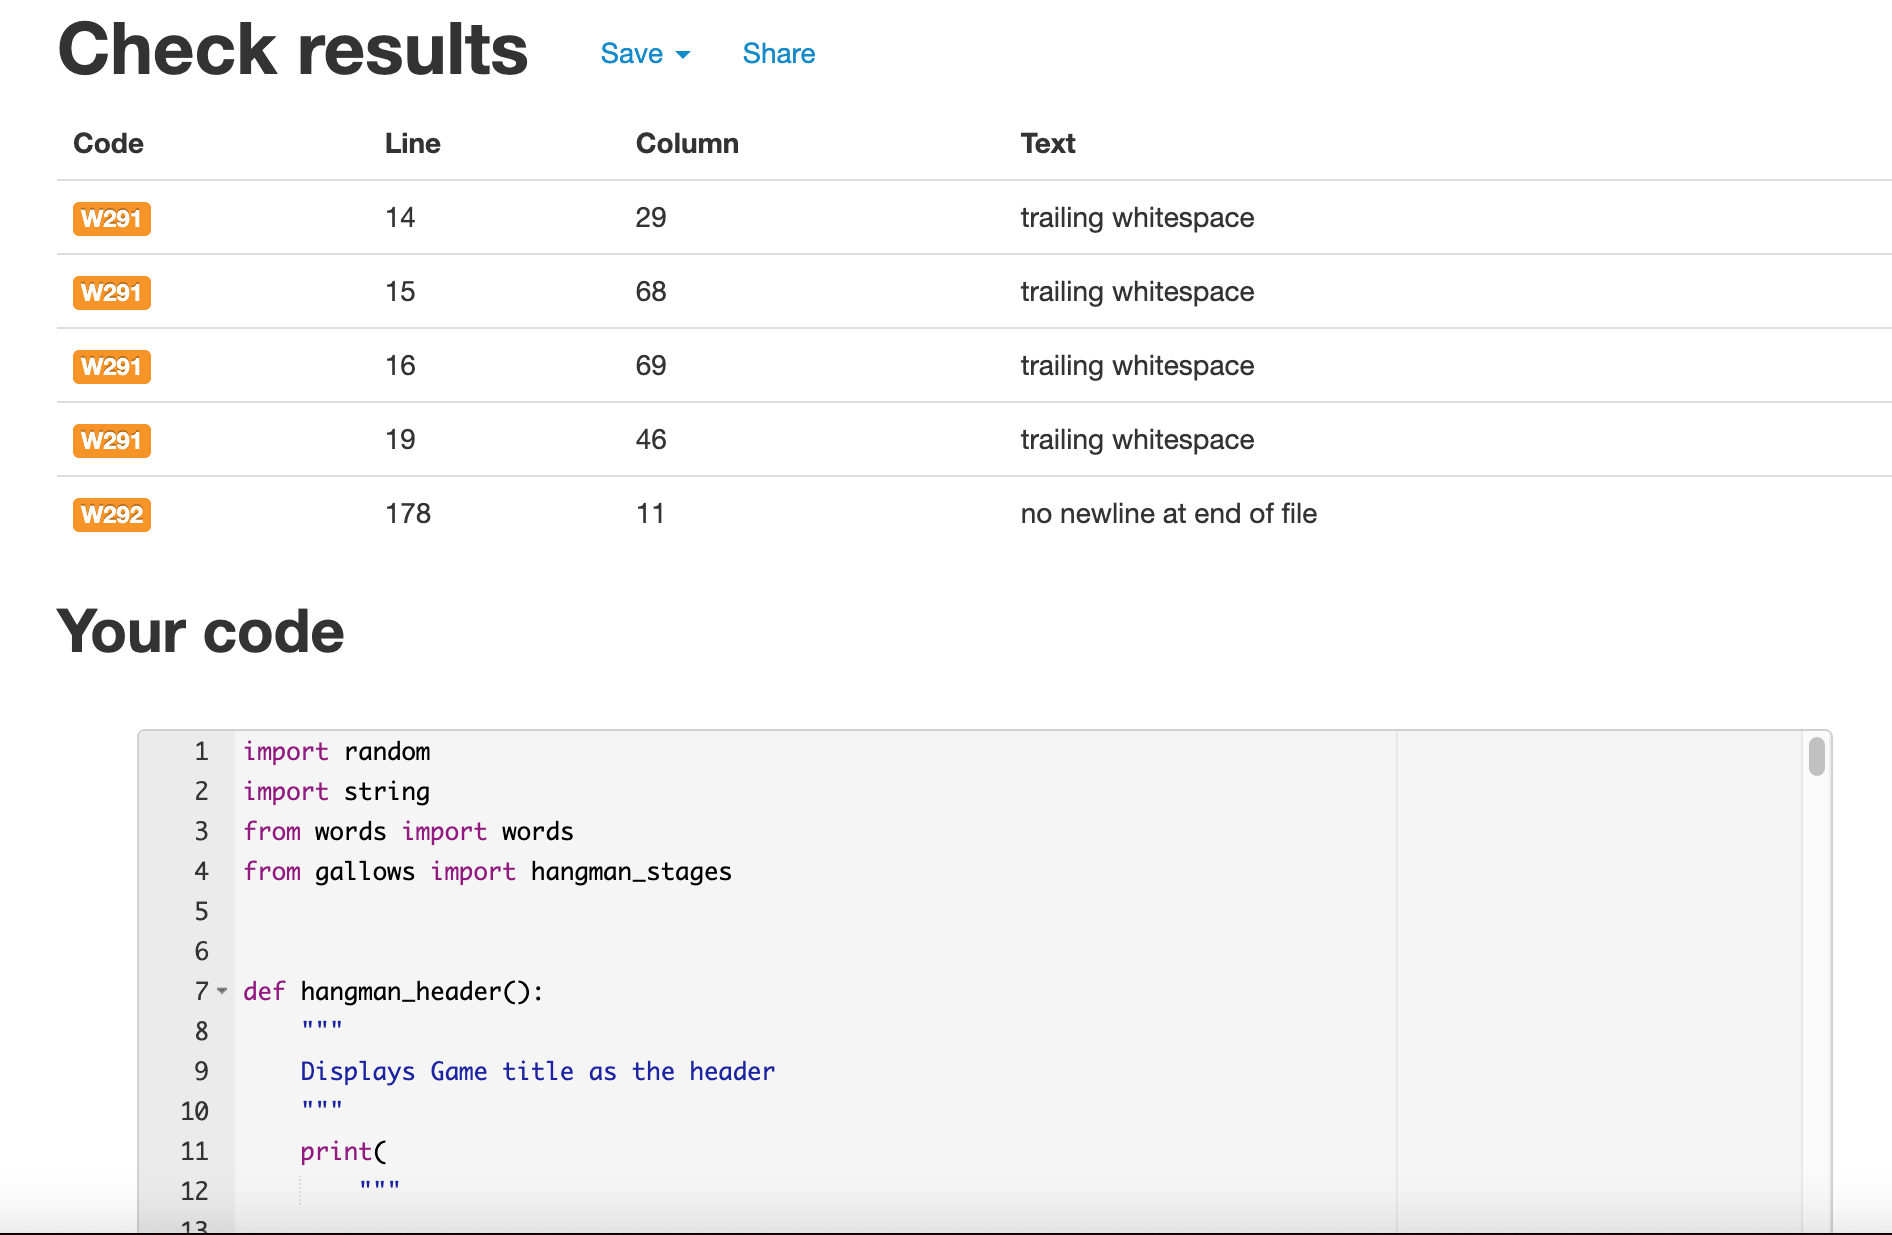 Check results Save Share
Code Line Column Text
W291 14 29 trailing whitespace
W291 15 68 trailing whitespace
W291 16 69 trailing whitespace
W291 19 46 trailing whitespace
W292 178 11 no newline at end of file
Your code
1 import random
2 import string
3 from words import words
4 from gallows import hangman_stages
5
6
7 def hangman_header():
8     """
9     Displays Game title as the header
10     """
11     print(
12         """
13